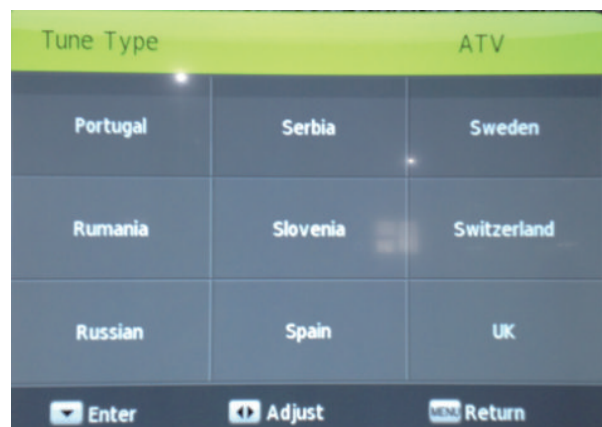 Tune Type ATV
Portugal Serbia Sweden
Rumania Slovenia Switzerland
Russian Spain UK
Enter Adjust MENU Return